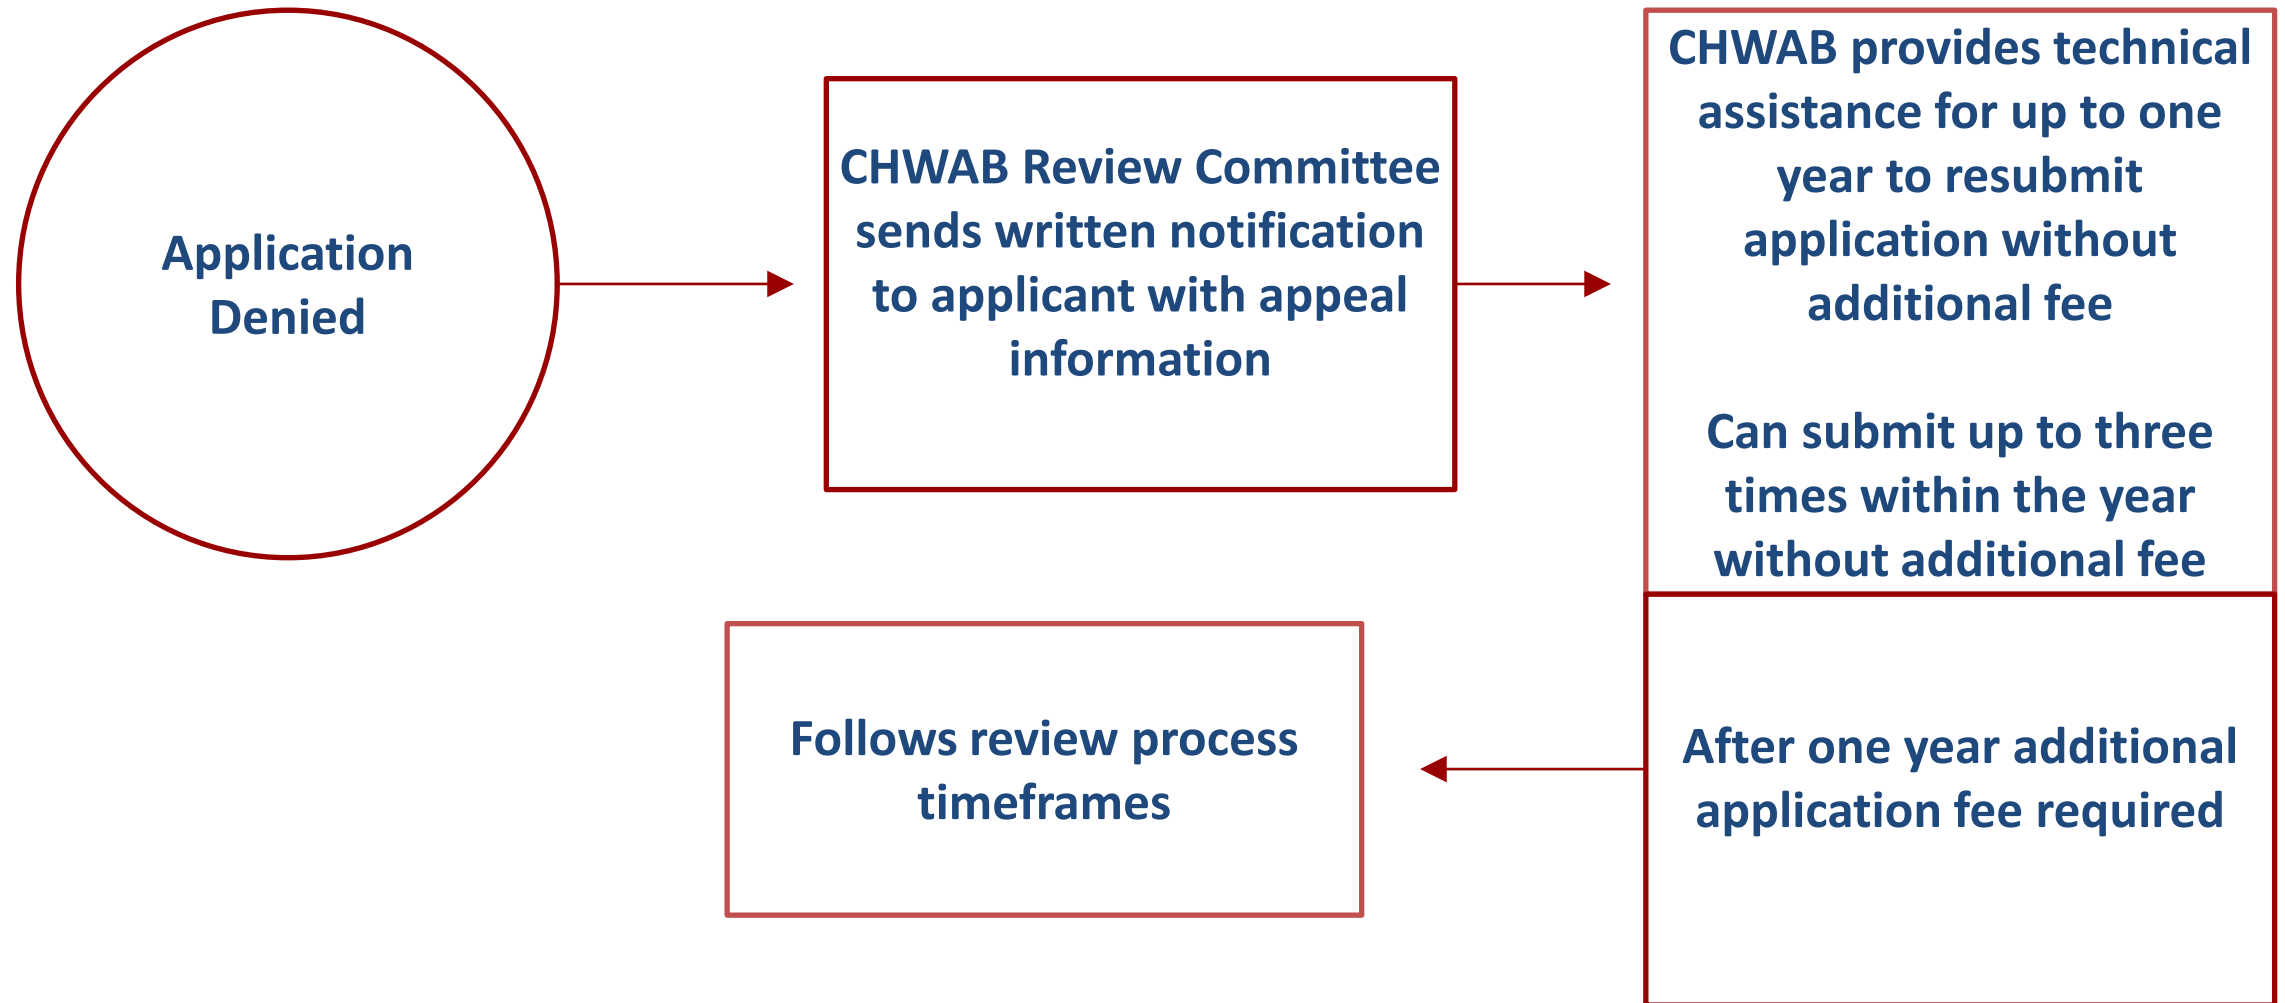 Application
Denied
CHWAB Review Committee
sends written notification
to applicant with appeal
information
CHWAB provides technical
assistance for up to one
year to resubmit
application without
additional fee
Can submit up to three
times within the year
without additional fee
After one year additional
application fee required
Follows review process
timeframes